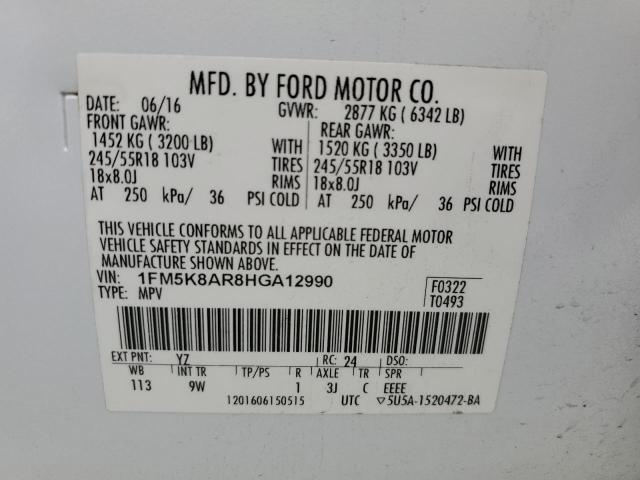 MFD. BY FORD MOTOR CO.
DATE: 06/16 GVWR: 2877 KG ( 6342 LB)
FRONT GAWR: REAR GAWR:
1452 KG ( 3200 LB) WITH 1520 KG ( 3350 LB) WITH
245/55R18 103V TIRES 245/55R18 103V TIRES
18x8.0J RIMS 18x8.0J RIMS
AT 250 kPa/ 36 PSI COLD AT 250 kPa/ 36 PSI COLD
THIS VEHICLE CONFORMS TO ALL APPLICABLE FEDERAL MOTOR
VEHICLE SAFETY STANDARDS IN EFFECT ON THE DATE OF
MANUFACTURE SHOWN ABOVE.
VIN: 1FM5K8AR8HGA12990 F0322
TYPE: MPV T0493
EXT PNT: YZ RC: 24 DSO:
WB INT TR TP/PS R AXLE TR SPR
113 9W 1 3J C EEEE
1201606150515 UTC ▽5U5A-1520472-BA